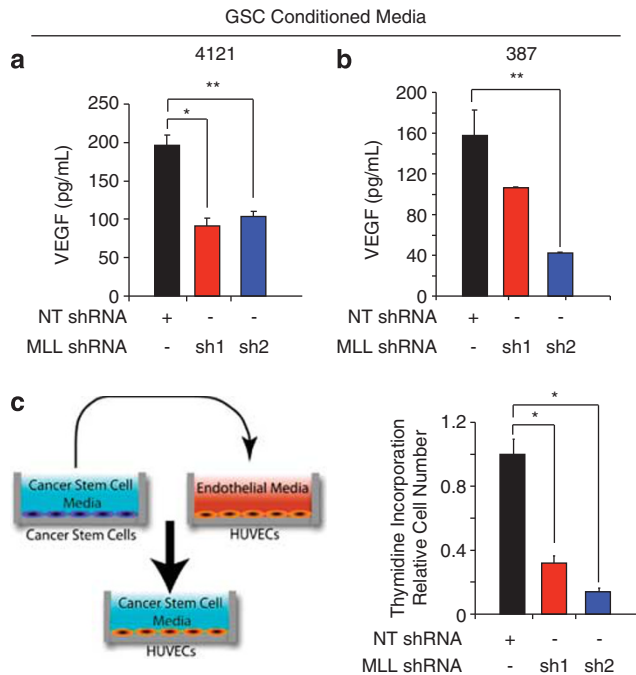 GSC Conditioned Media
a
4121
**
*
250
200
150
100
50
0
VEGF (pg/mL)
NT shRNA + - -
MLL shRNA - sh1 sh2
b
387
**
200
160
120
80
40
0
VEGF (pg/mL)
NT shRNA + - -
MLL shRNA - sh1 sh2
c
Cancer Stem Cell
Media
Cancer Stem Cells
Endothelial Media
HUVECs
Cancer Stem Cell
Media
HUVECs
*
*
1.2
0.8
0.4
0
Thymidine Incorporation
Relative Cell Number
NT shRNA + - -
MLL shRNA - sh1 sh2